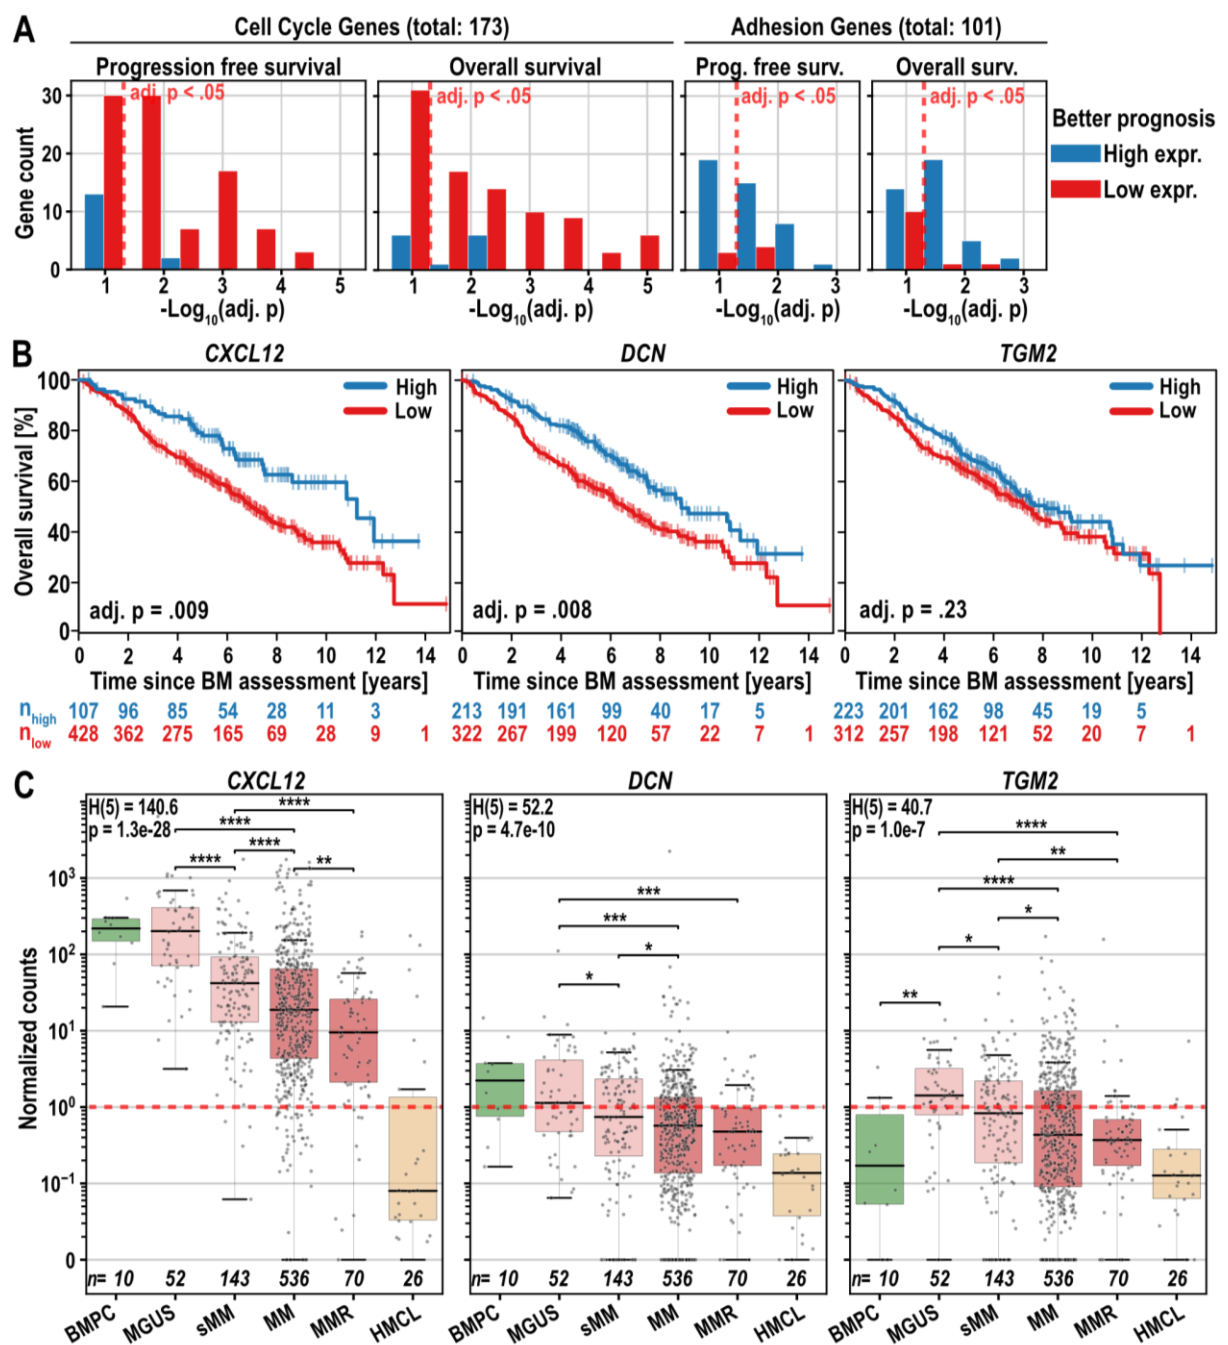 A
Cell Cycle Genes (total: 173)
Adhesion Genes (total: 101)
Progression free survival
Overall survival
Prog. free surv.
Overall surv.
adj. p < .05
adj. p < .05
adj. p < .05
adj. p < .05
Gene count
30
20
10
0
1 2 3 4 5
1 2 3 4 5
1 2 3
1 2 3
-Log10(adj. p)
-Log10(adj. p)
-Log10(adj. p)
-Log10(adj. p)
Better prognosis
High expr.
Low expr.
B
CXCL12
DCN
TGM2
Overall survival [%]
100
80
60
40
20
0
High
Low
High
Low
High
Low
adj. p = .009
adj. p = .008
adj. p = .23
0 2 4 6 8 10 12 14
0 2 4 6 8 10 12 14
0 2 4 6 8 10 12 14
Time since BM assessment [years]
Time since BM assessment [years]
Time since BM assessment [years]
nhigh 107 96 85 54 28 11 3
213 191 161 99 40 17 5
223 201 162 98 45 19 5
nlow 428 362 275 165 69 28 9 1
322 267 199 120 57 22 7 1
312 257 198 121 52 20 7 1
C
CXCL12
DCN
TGM2
Normalized counts
10³
10²
10¹
10⁰
10⁻¹
0
H(5) = 140.6
p = 1.3e-28
****
****
****
****
**
n= 10 52 143 536 70 26
BMPC MGUS sMM MM MMR HMCL
H(5) = 52.2
p = 4.7e-10
***
***
*
*
n= 10 52 143 536 70 26
BMPC MGUS sMM MM MMR HMCL
H(5) = 40.7
p = 1.0e-7
****
**
****
*
*
**
n= 10 52 143 536 70 26
BMPC MGUS sMM MM MMR HMCL